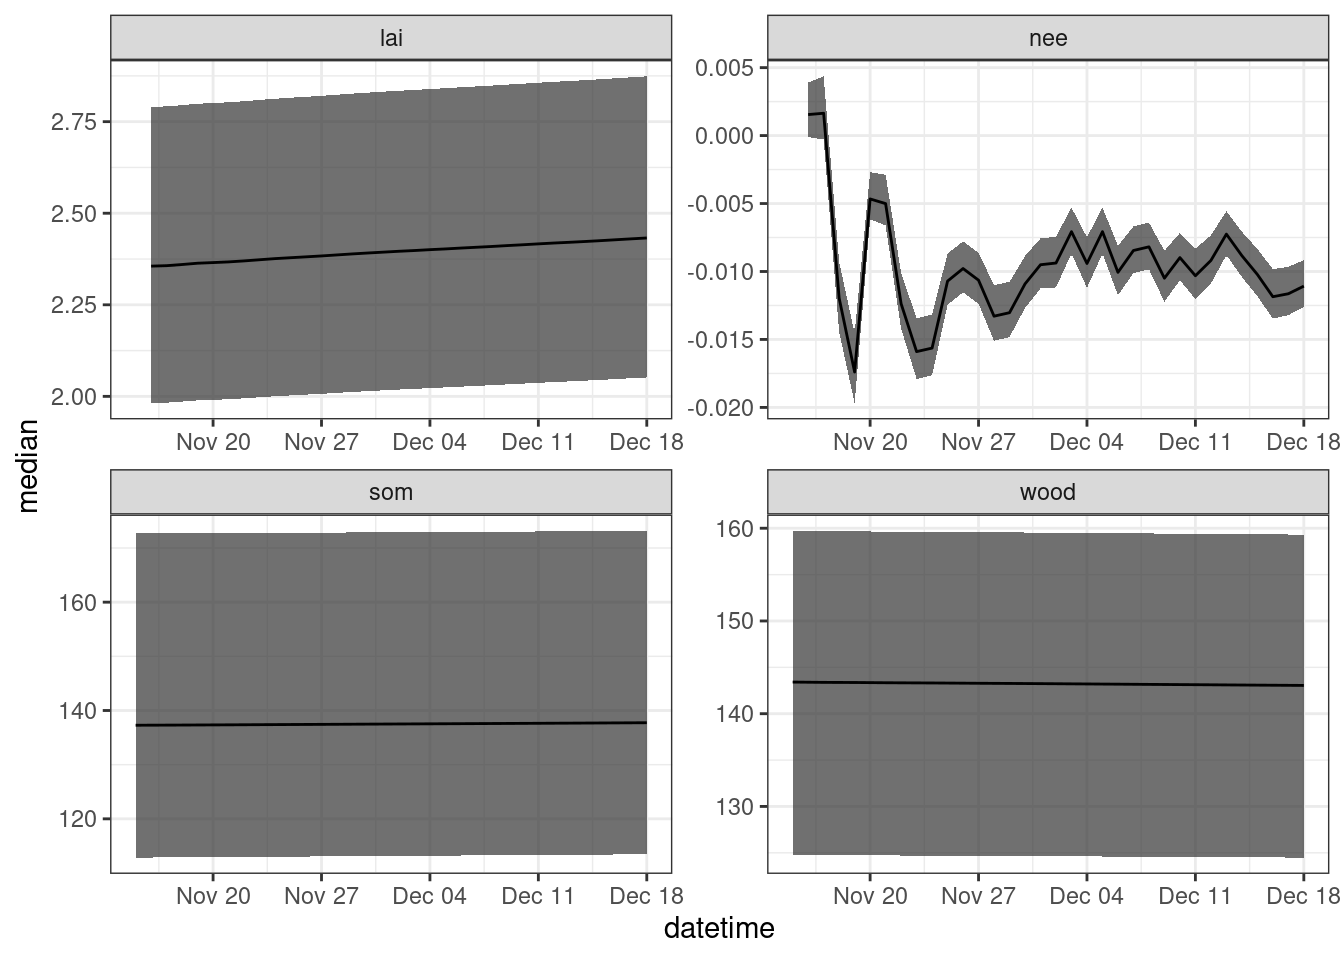 lai
nee
2.75
2.50
2.25
2.00
0.005
0.000
-0.005
-0.010
-0.015
-0.020
Nov 20 Nov 27 Dec 04 Dec 11 Dec 18
Nov 20 Nov 27 Dec 04 Dec 11 Dec 18
median
som
wood
160
140
120
160
150
140
130
Nov 20 Nov 27 Dec 04 Dec 11 Dec 18
Nov 20 Nov 27 Dec 04 Dec 11 Dec 18
datetime